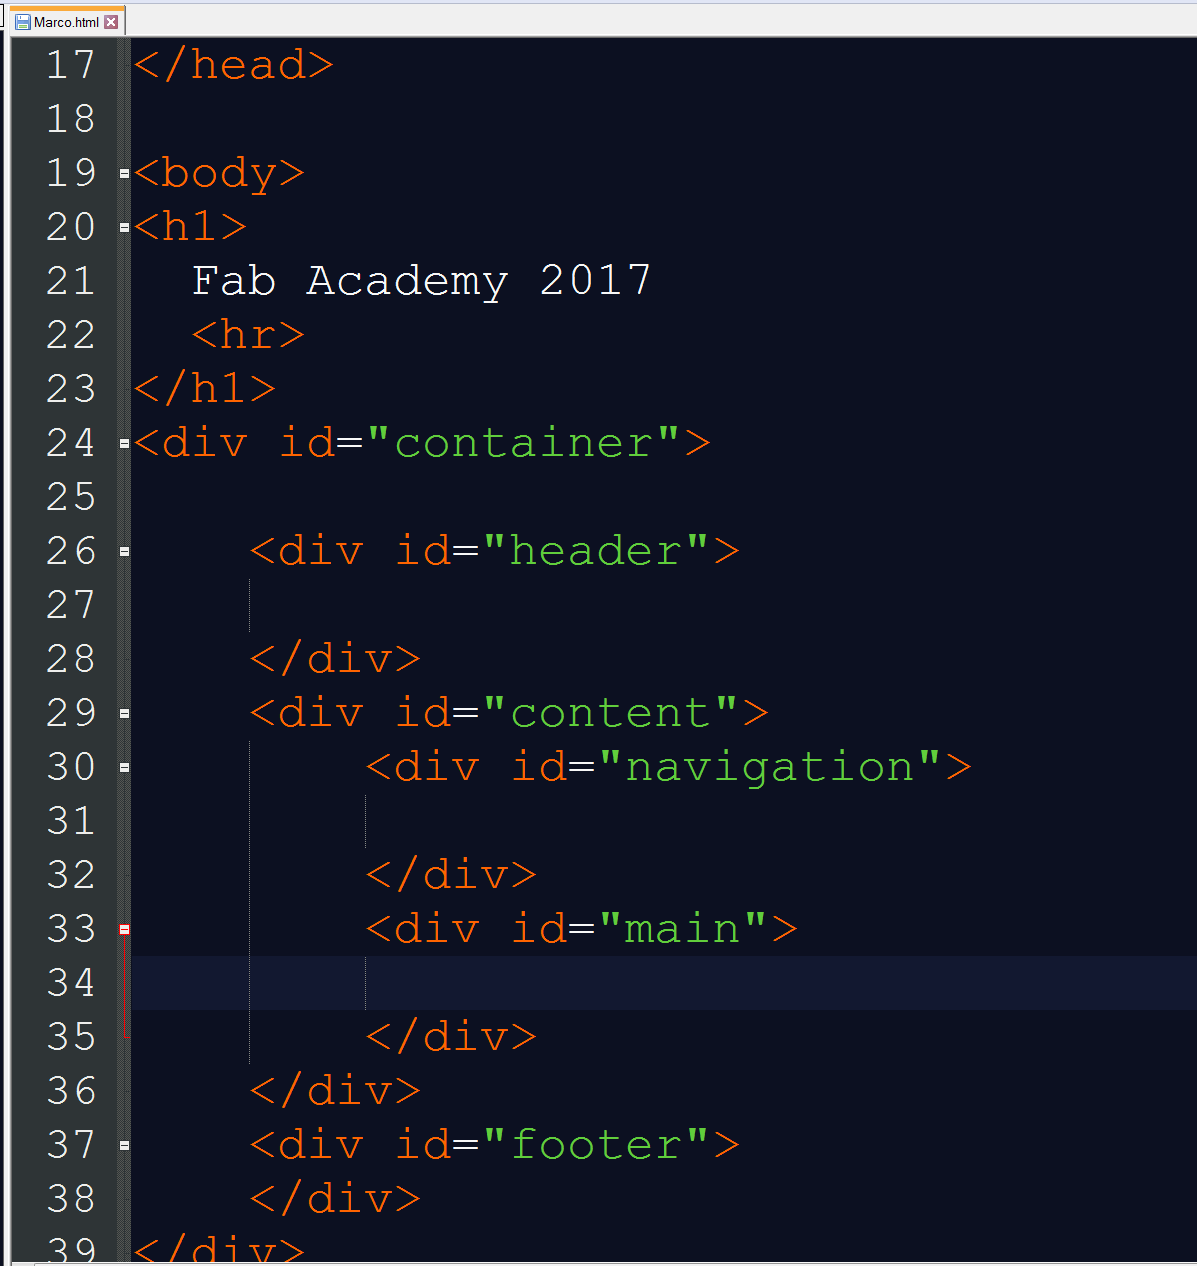 Marco.html
17 </head>
18
19 <body>
20 <h1>
21 Fab Academy 2017
22 <hr>
23 </h1>
24 <div id="container">
25
26 <div id="header">
27
28 </div>
29 <div id="content">
30 <div id="navigation">
31
32 </div>
33 <div id="main">
34
35 </div>
36 </div>
37 <div id="footer">
38 </div>
39 </div>